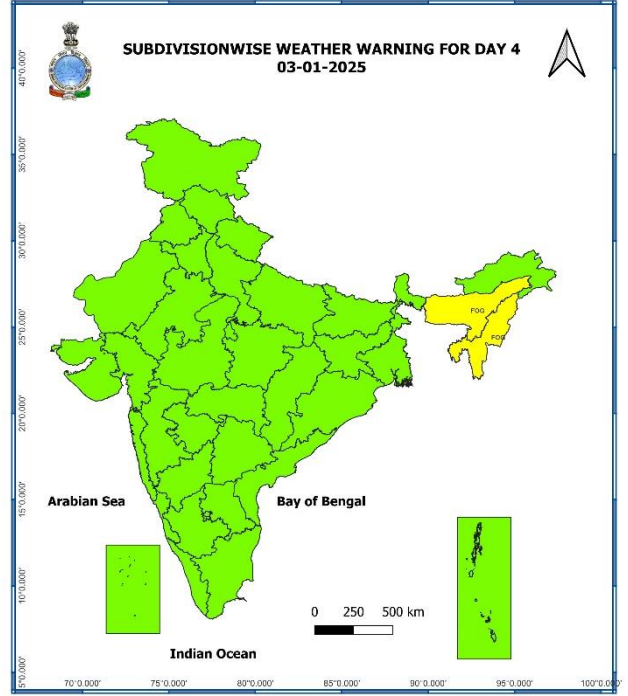 SUBDIVISIONWISE WEATHER WARNING FOR DAY 4
03-01-2025
40°0.000'
35°0.000'
30°0.000'
25°0.000'
20°0.000'
15°0.000'
10°0.000'
5°0.000'
FOG
FOG
Arabian Sea
Bay of Bengal
0 250 500 km
Indian Ocean
70°0.000' 75°0.000' 80°0.000' 85°0.000' 90°0.000' 95°0.000' 100°0.000'